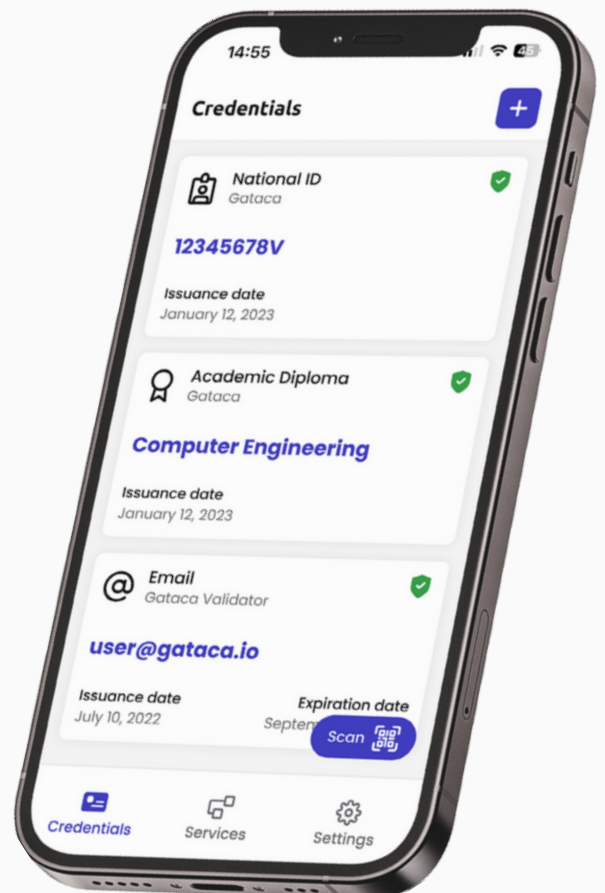 14:55
45
Credentials
+
National ID
Gataca
12345678V
Issuance date
January 12, 2023
Academic Diploma
Gataca
Computer Engineering
Issuance date
January 12, 2023
@ Email
Gataca Validator
user@gataca.io
Issuance date
Expiration date
July 10, 2022
Scan
Credentials
Services
Settings